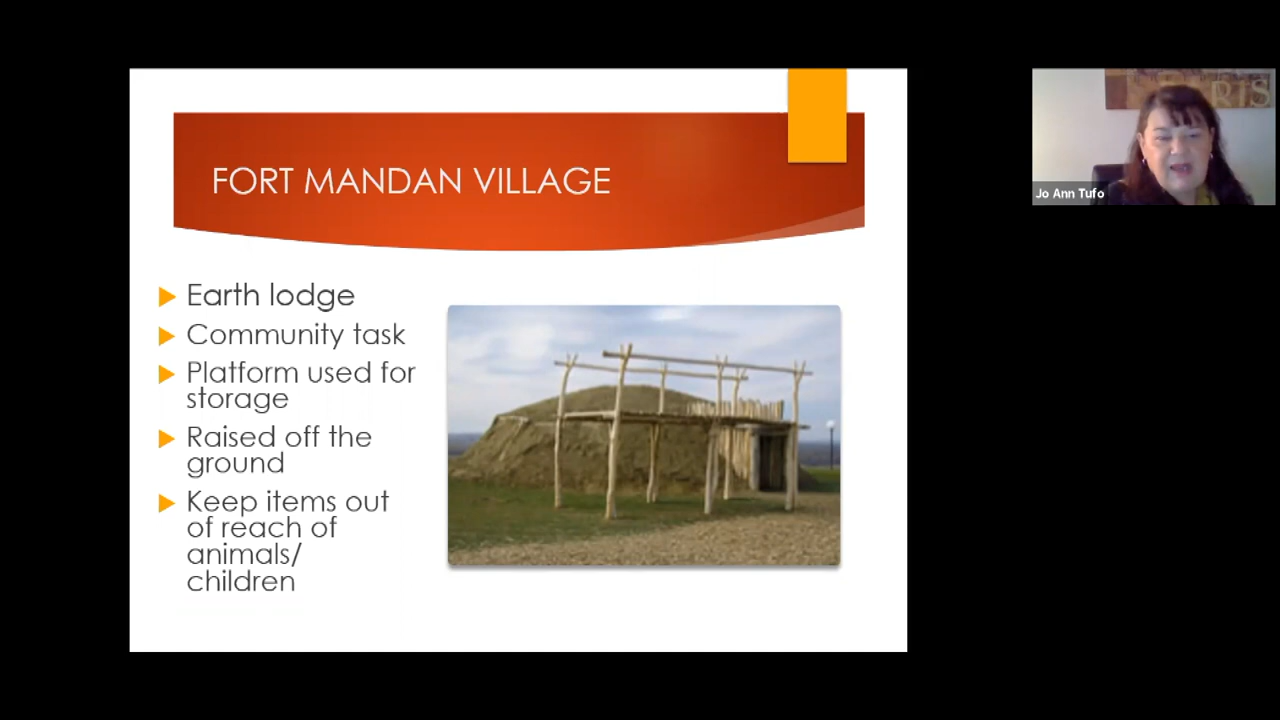 FORT MANDAN VILLAGE
Earth lodge
Community task
Platform used for
storage
Raised off the
ground
Keep items out
of reach of
animals/
children
RIS
Jo Ann Tufo